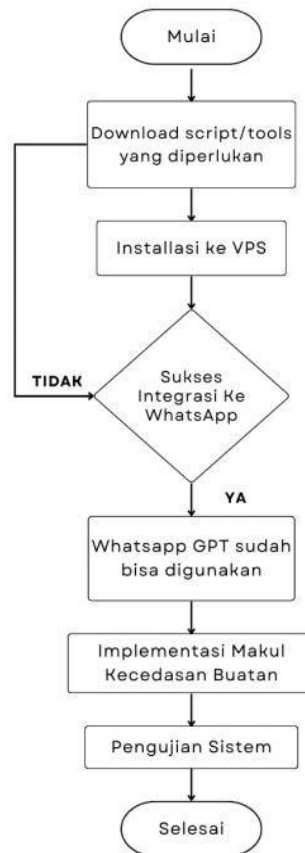 Mulai
Download script/tools
yang diperlukan
Installasi ke VPS
Sukses
Integrasi Ke
WhatsApp
TIDAK
YA
Whatsapp GPT sudah
bisa digunakan
Implementasi Makul
Kecedasan Buatan
Pengujian Sistem
Selesai